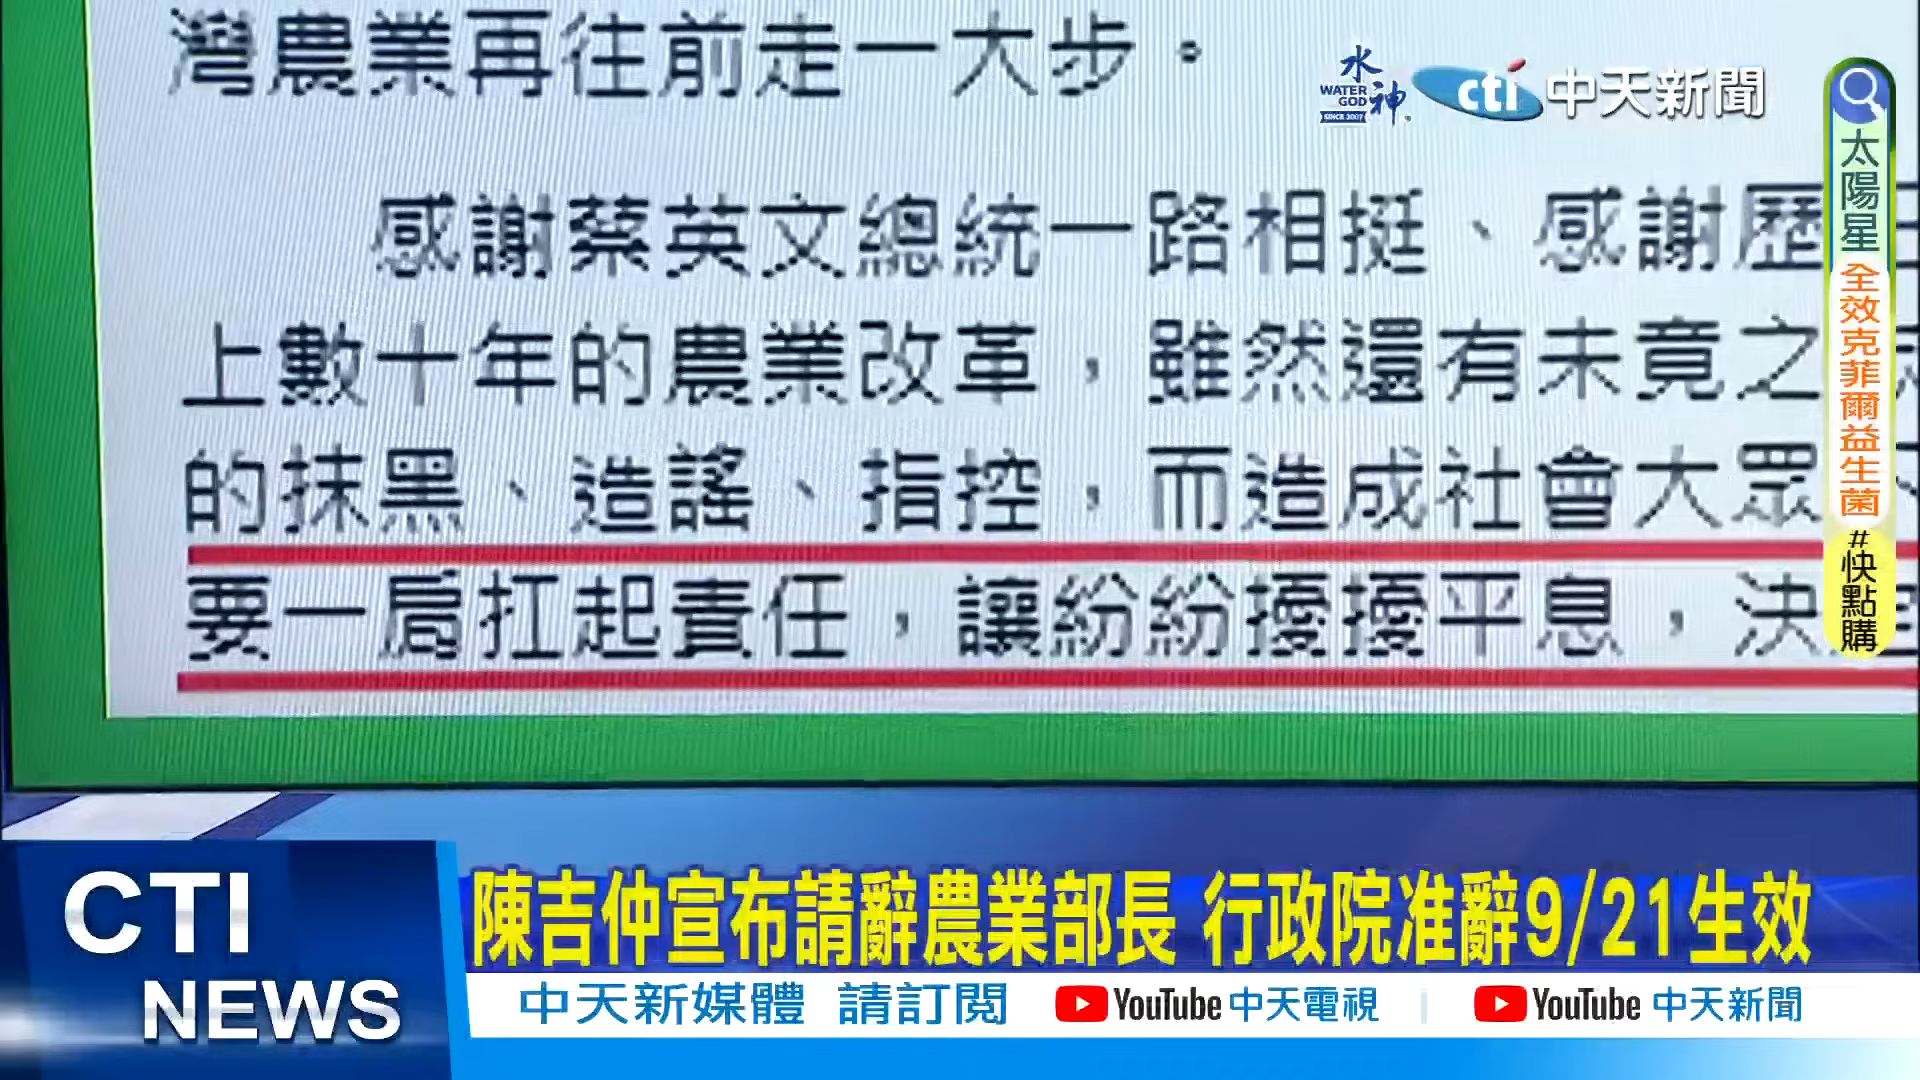 灣農業再往前走一大步。
感謝蔡英文總統一路相挺、感謝歷
上數十年的農業改革，雖然還有未竟之
的抹黑、造謠、指控，而造成社會大眾
要一肩扛起責任，讓紛紛擾擾平息，決定
水神
WATER GOD
SINCE 2007
cti 中天新聞
太陽星
全效克菲爾益生菌
#快點購
CTI NEWS
陳吉仲宣布請辭農業部長 行政院准辭9/21生效
中天新媒體 請訂閱 YouTube 中天電視 | YouTube 中天新聞